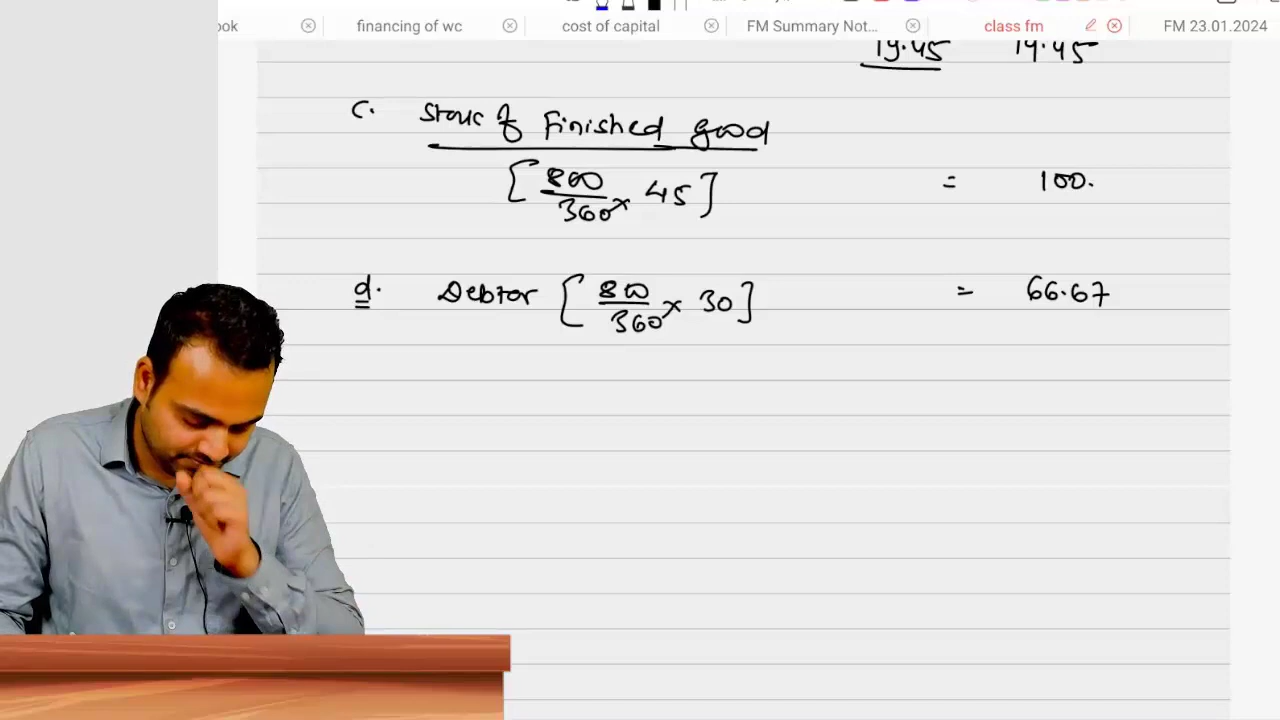 ook financing of wc cost of capital FM Summary Not... class fm FM 23.01.2024
19.45 19.45
c. Stock of Finished good
[800/360 × 45] = 100.
d. Debtor [800/360 × 30] = 66.67